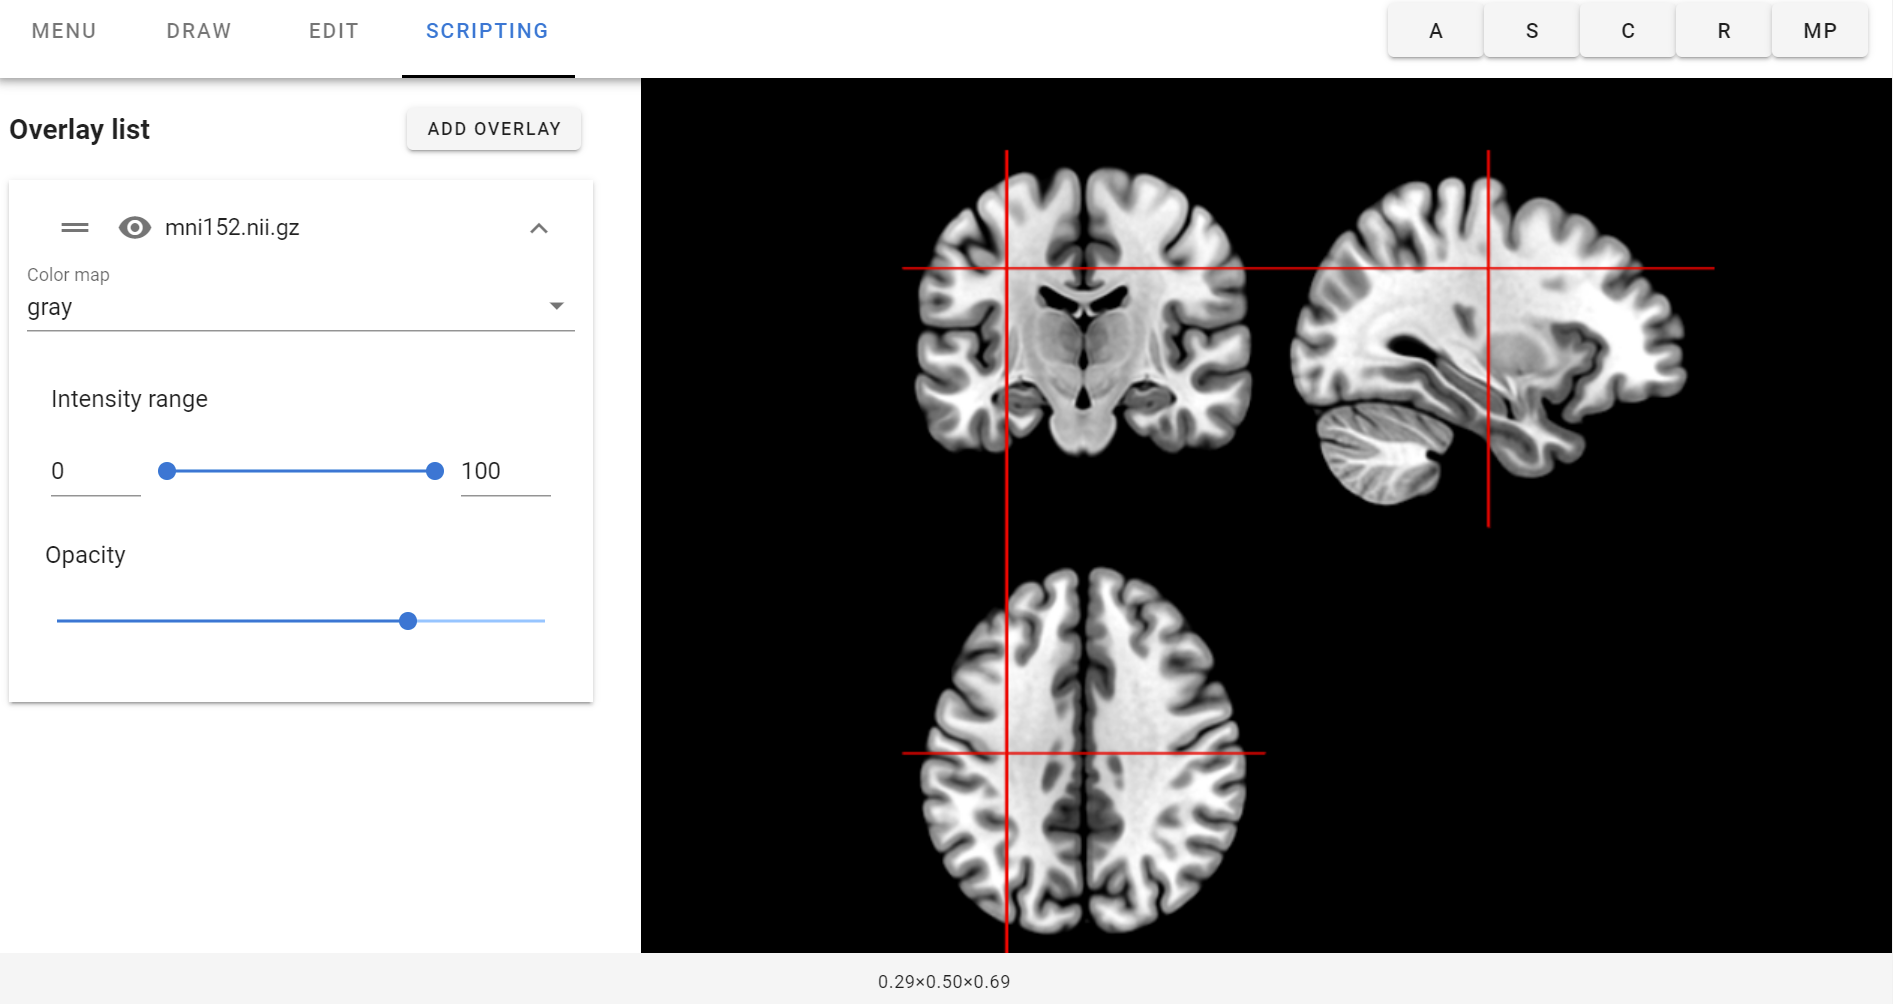 MENU DRAW EDIT SCRIPTING A S C R MP
Overlay list ADD OVERLAY
mni152.nii.gz
Color map
gray
Intensity range
0 100
Opacity
0.29×0.50×0.69